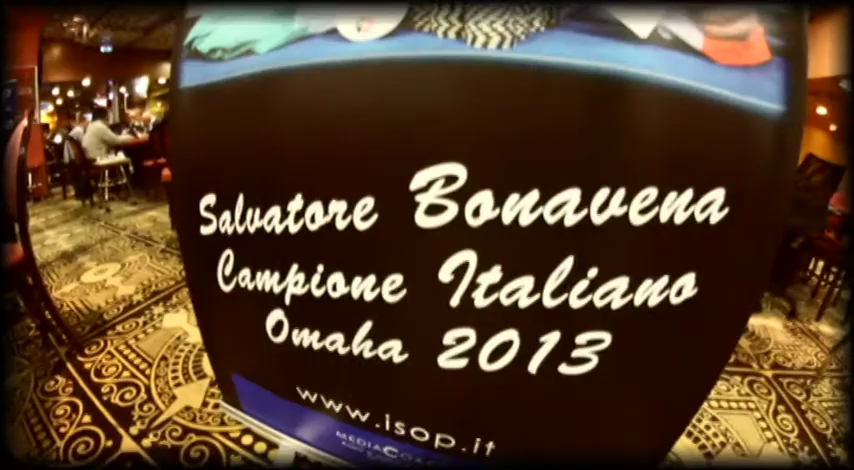 Salvatore Bonavena
Campione Italiano
Omaha 2013
www.isop.it